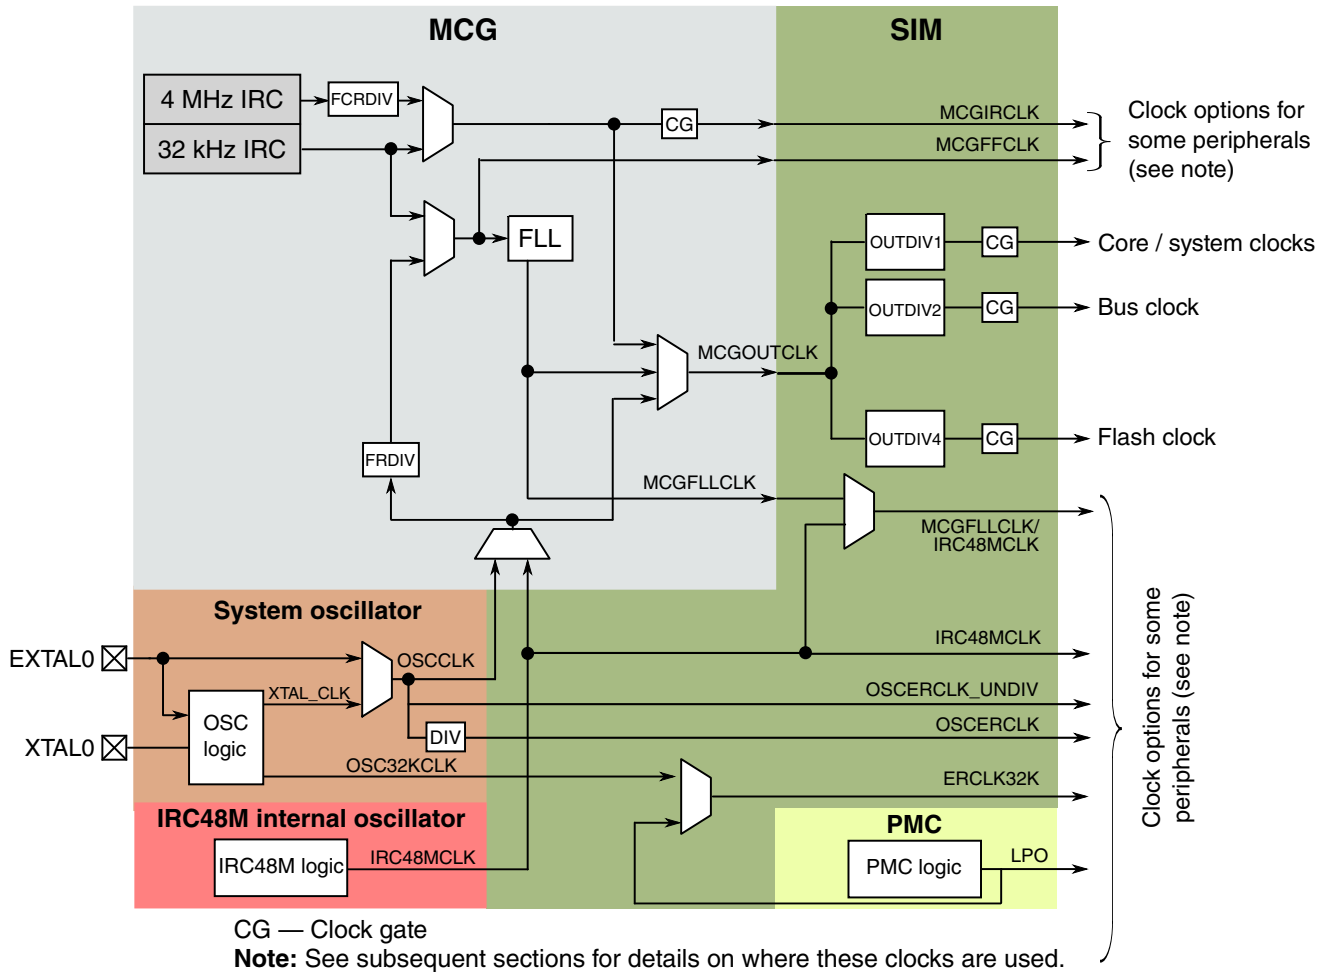 MCG
SIM
4 MHz IRC
FCRDIV
32 kHz IRC
CG
MCGIRCLK
MCGFFCLK
Clock options for
some peripherals
(see note)
FLL
OUTDIV1
CG
Core / system clocks
OUTDIV2
CG
Bus clock
MCGOUTCLK
OUTDIV4
CG
Flash clock
FRDIV
MCGFLLCLK
MCGFLLCLK/
IRC48MCLK
System oscillator
EXTAL0
OSCCLK
IRC48MCLK
XTAL_CLK
OSCERCLK_UNDIV
OSC
logic
XTAL0
DIV
OSCERCLK
OSC32KCLK
ERCLK32K
Clock options for some
peripherals (see note)
IRC48M internal oscillator
PMC
IRC48M logic
IRC48MCLK
PMC logic
LPO
CG — Clock gate
Note: See subsequent sections for details on where these clocks are used.